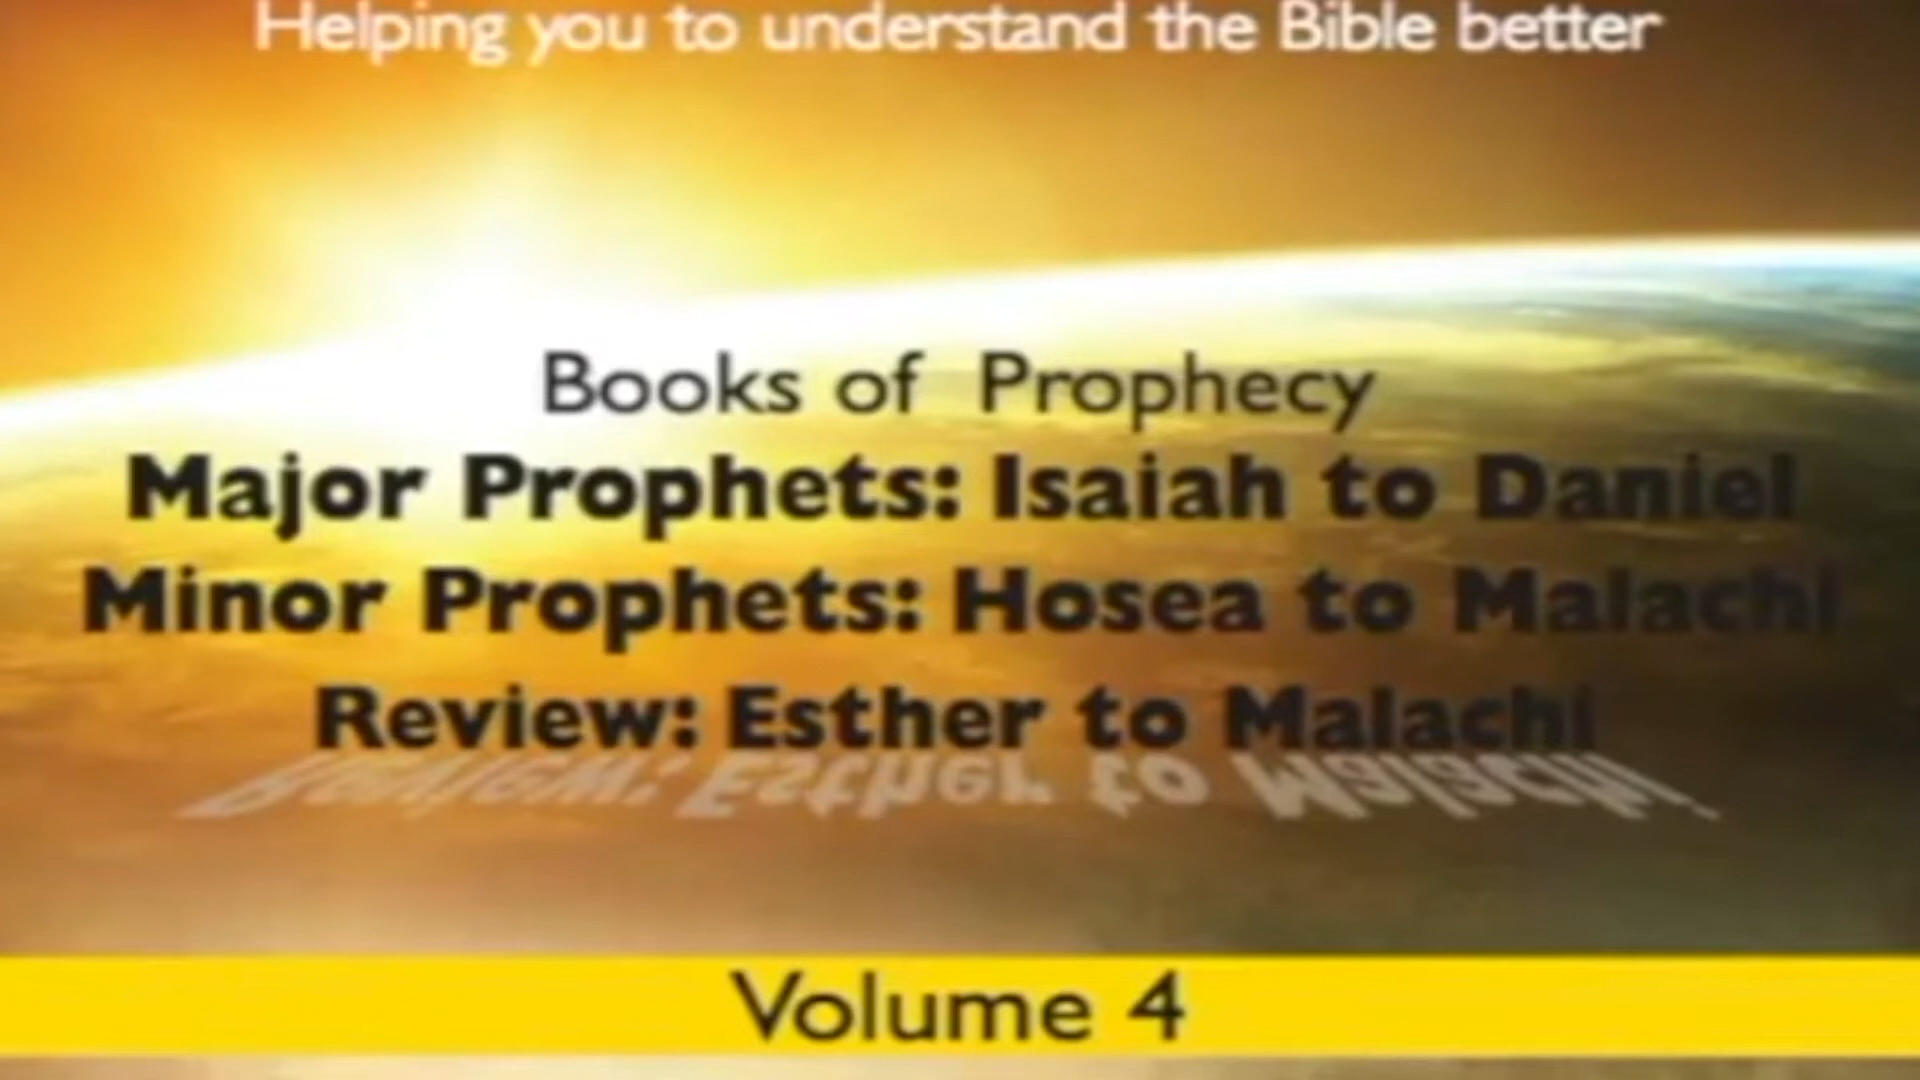 Helping you to understand the Bible better
Books of Prophecy
Major Prophets: Isaiah to Daniel
Minor Prophets: Hosea to Malachi
Review: Esther to Malachi
Volume 4